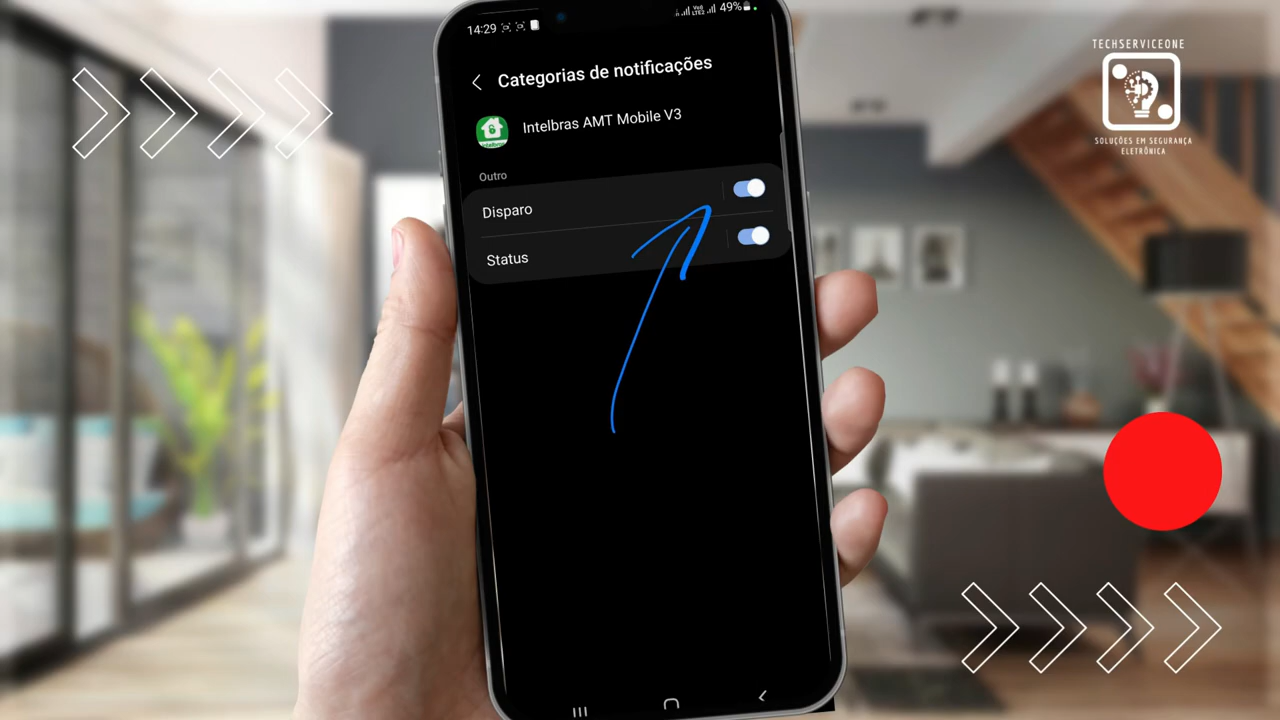 14:29
49%
Categorias de notificações
Intelbras AMT Mobile V3
Outro
Disparo
Status
TECHSERVICEONE
SOLUÇÕES EM SEGURANÇA
ELETRÔNICA